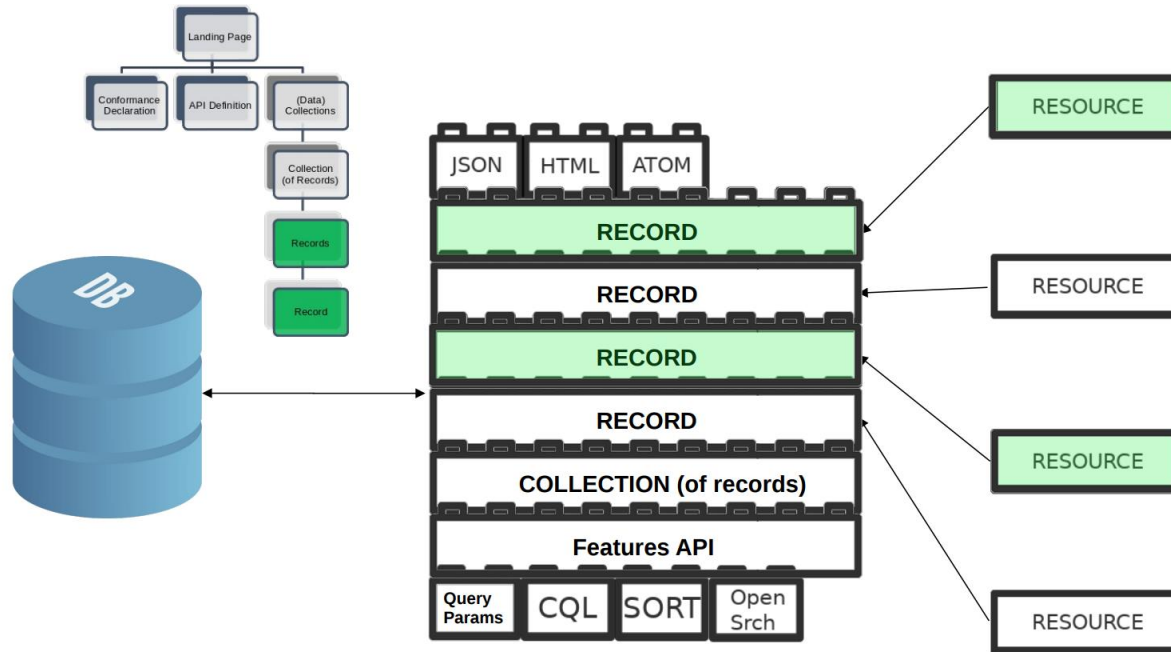 Landing Page
Conformance
Declaration
API Definition
(Data)
Collections
Collection
(of Records)
Records
Record
DB
JSON
HTML
ATOM
RECORD
RECORD
RECORD
RECORD
COLLECTION (of records)
Features API
Query
Params
CQL
SORT
Open
Srch
RESOURCE
RESOURCE
RESOURCE
RESOURCE